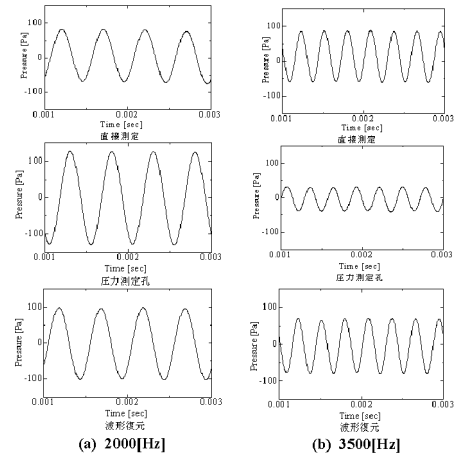 100
0
-100
Pressure [Pa]
0.001 0.002 0.003
Time [sec]
直接測定
100
0
-100
Pressure [Pa]
0.001 0.002 0.003
Time [sec]
直接測定
100
0
-100
Pressure [Pa]
0.001 0.002 0.003
Time [sec]
圧力測定孔
100
0
-100
Pressure [Pa]
0.001 0.002 0.003
Time [sec]
圧力測定孔
100
0
-100
Pressure [Pa]
0.001 0.002 0.003
Time [sec]
波形復元
100
0
-100
Pressure [Pa]
0.001 0.002 0.003
Time [sec]
波形復元
(a) 2000[Hz]
(b) 3500[Hz]